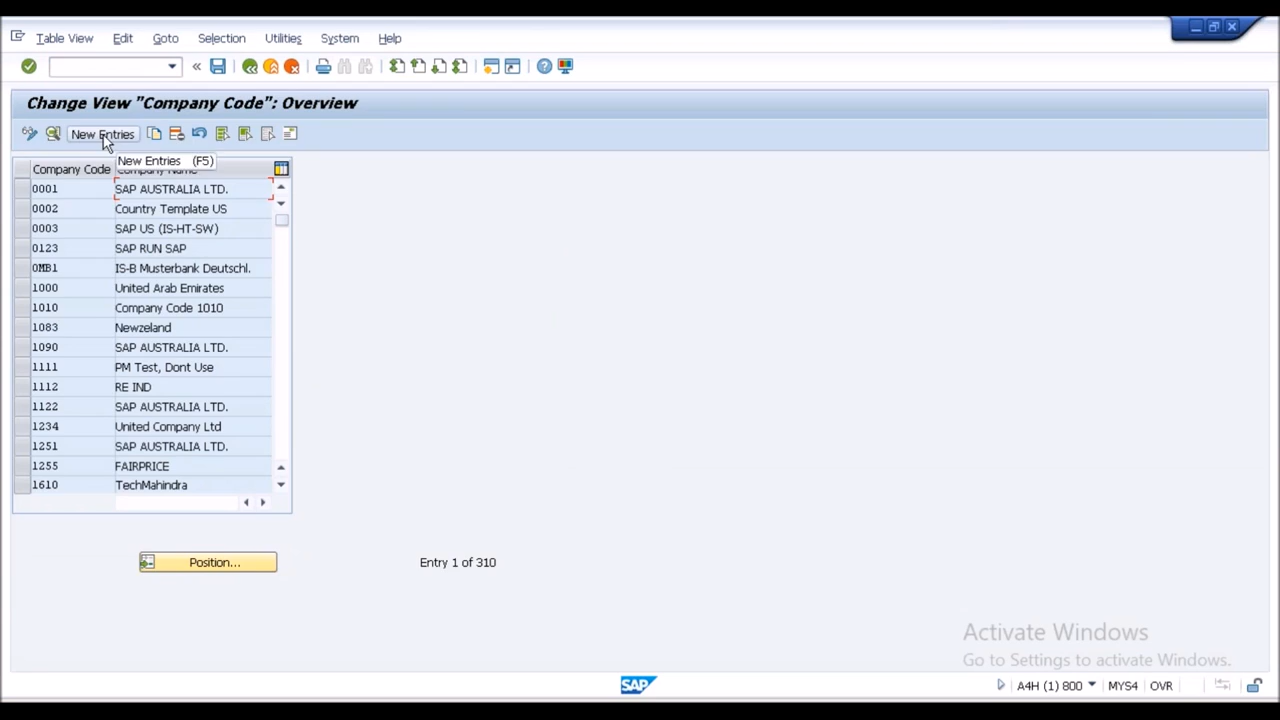 Table View Edit Goto Selection Utilities System Help
Change View "Company Code": Overview
New Entries
New Entries (F5)
Company Code
0001 SAP AUSTRALIA LTD.
0002 Country Template US
0003 SAP US (IS-HT-SW)
0123 SAP RUN SAP
0MB1 IS-B Musterbank Deutschl.
1000 United Arab Emirates
1010 Company Code 1010
1083 Newzeland
1090 SAP AUSTRALIA LTD.
1111 PM Test, Dont Use
1112 RE IND
1122 SAP AUSTRALIA LTD.
1234 United Company Ltd
1251 SAP AUSTRALIA LTD.
1255 FAIRPRICE
1610 TechMahindra
Position... Entry 1 of 310
Activate Windows
Go to Settings to activate Windows.
SAP A4H (1) 800 MYS4 OVR